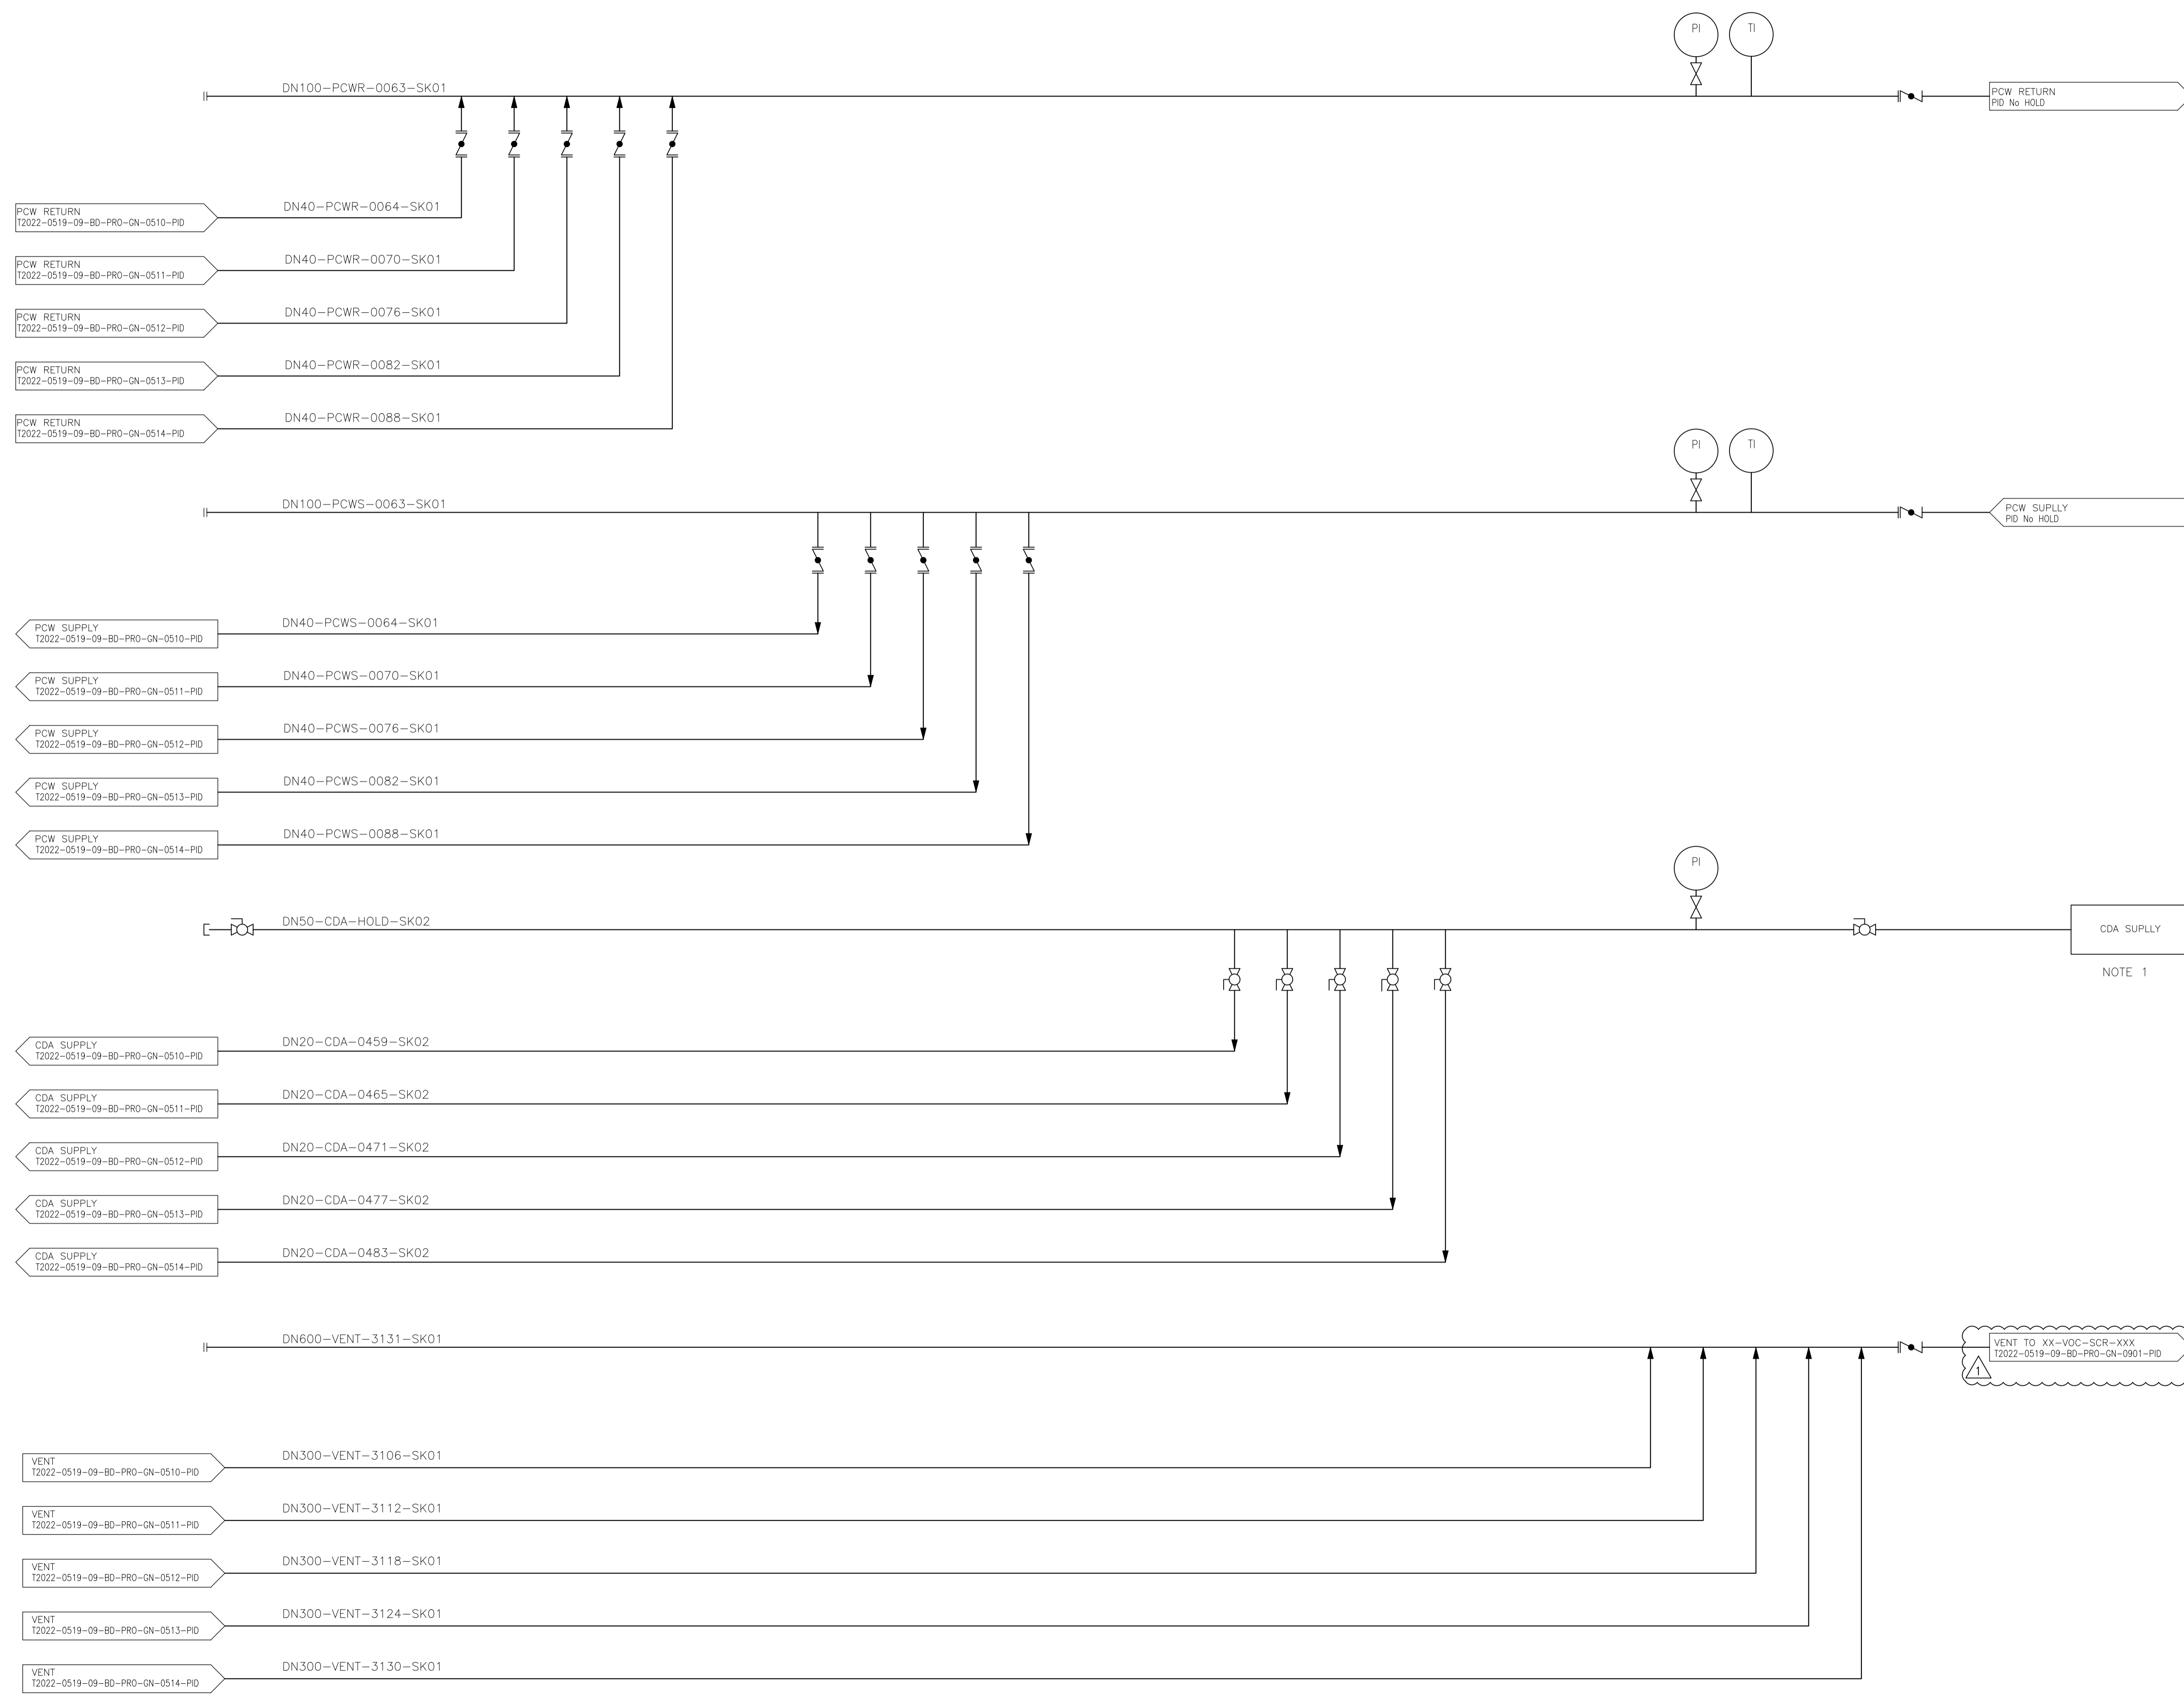 PI
TI
DN100-PCWR-0063-SK01
PCW RETURN
PID No HOLD
PCW RETURN
T2022-0519-09-BD-PRO-GN-0510-PID
DN40-PCWR-0064-SK01
PCW RETURN
T2022-0519-09-BD-PRO-GN-0511-PID
DN40-PCWR-0070-SK01
PCW RETURN
T2022-0519-09-BD-PRO-GN-0512-PID
DN40-PCWR-0076-SK01
PCW RETURN
T2022-0519-09-BD-PRO-GN-0513-PID
DN40-PCWR-0082-SK01
PCW RETURN
T2022-0519-09-BD-PRO-GN-0514-PID
DN40-PCWR-0088-SK01
PI
TI
DN100-PCWS-0063-SK01
PCW SUPLLY
PID No HOLD
PCW SUPPLY
T2022-0519-09-BD-PRO-GN-0510-PID
DN40-PCWS-0064-SK01
PCW SUPPLY
T2022-0519-09-BD-PRO-GN-0511-PID
DN40-PCWS-0070-SK01
PCW SUPPLY
T2022-0519-09-BD-PRO-GN-0512-PID
DN40-PCWS-0076-SK01
PCW SUPPLY
T2022-0519-09-BD-PRO-GN-0513-PID
DN40-PCWS-0082-SK01
PCW SUPPLY
T2022-0519-09-BD-PRO-GN-0514-PID
DN40-PCWS-0088-SK01
PI
DN50-CDA-HOLD-SK02
CDA SUPLLY
NOTE 1
CDA SUPPLY
T2022-0519-09-BD-PRO-GN-0510-PID
DN20-CDA-0459-SK02
CDA SUPPLY
T2022-0519-09-BD-PRO-GN-0511-PID
DN20-CDA-0465-SK02
CDA SUPPLY
T2022-0519-09-BD-PRO-GN-0512-PID
DN20-CDA-0471-SK02
CDA SUPPLY
T2022-0519-09-BD-PRO-GN-0513-PID
DN20-CDA-0477-SK02
CDA SUPPLY
T2022-0519-09-BD-PRO-GN-0514-PID
DN20-CDA-0483-SK02
DN600-VENT-3131-SK01
VENT TO XX-VOC-SCR-XXX
T2022-0519-09-BD-PRO-GN-0901-PID
1
VENT
T2022-0519-09-BD-PRO-GN-0510-PID
DN300-VENT-3106-SK01
VENT
T2022-0519-09-BD-PRO-GN-0511-PID
DN300-VENT-3112-SK01
VENT
T2022-0519-09-BD-PRO-GN-0512-PID
DN300-VENT-3118-SK01
VENT
T2022-0519-09-BD-PRO-GN-0513-PID
DN300-VENT-3124-SK01
VENT
T2022-0519-09-BD-PRO-GN-0514-PID
DN300-VENT-3130-SK01